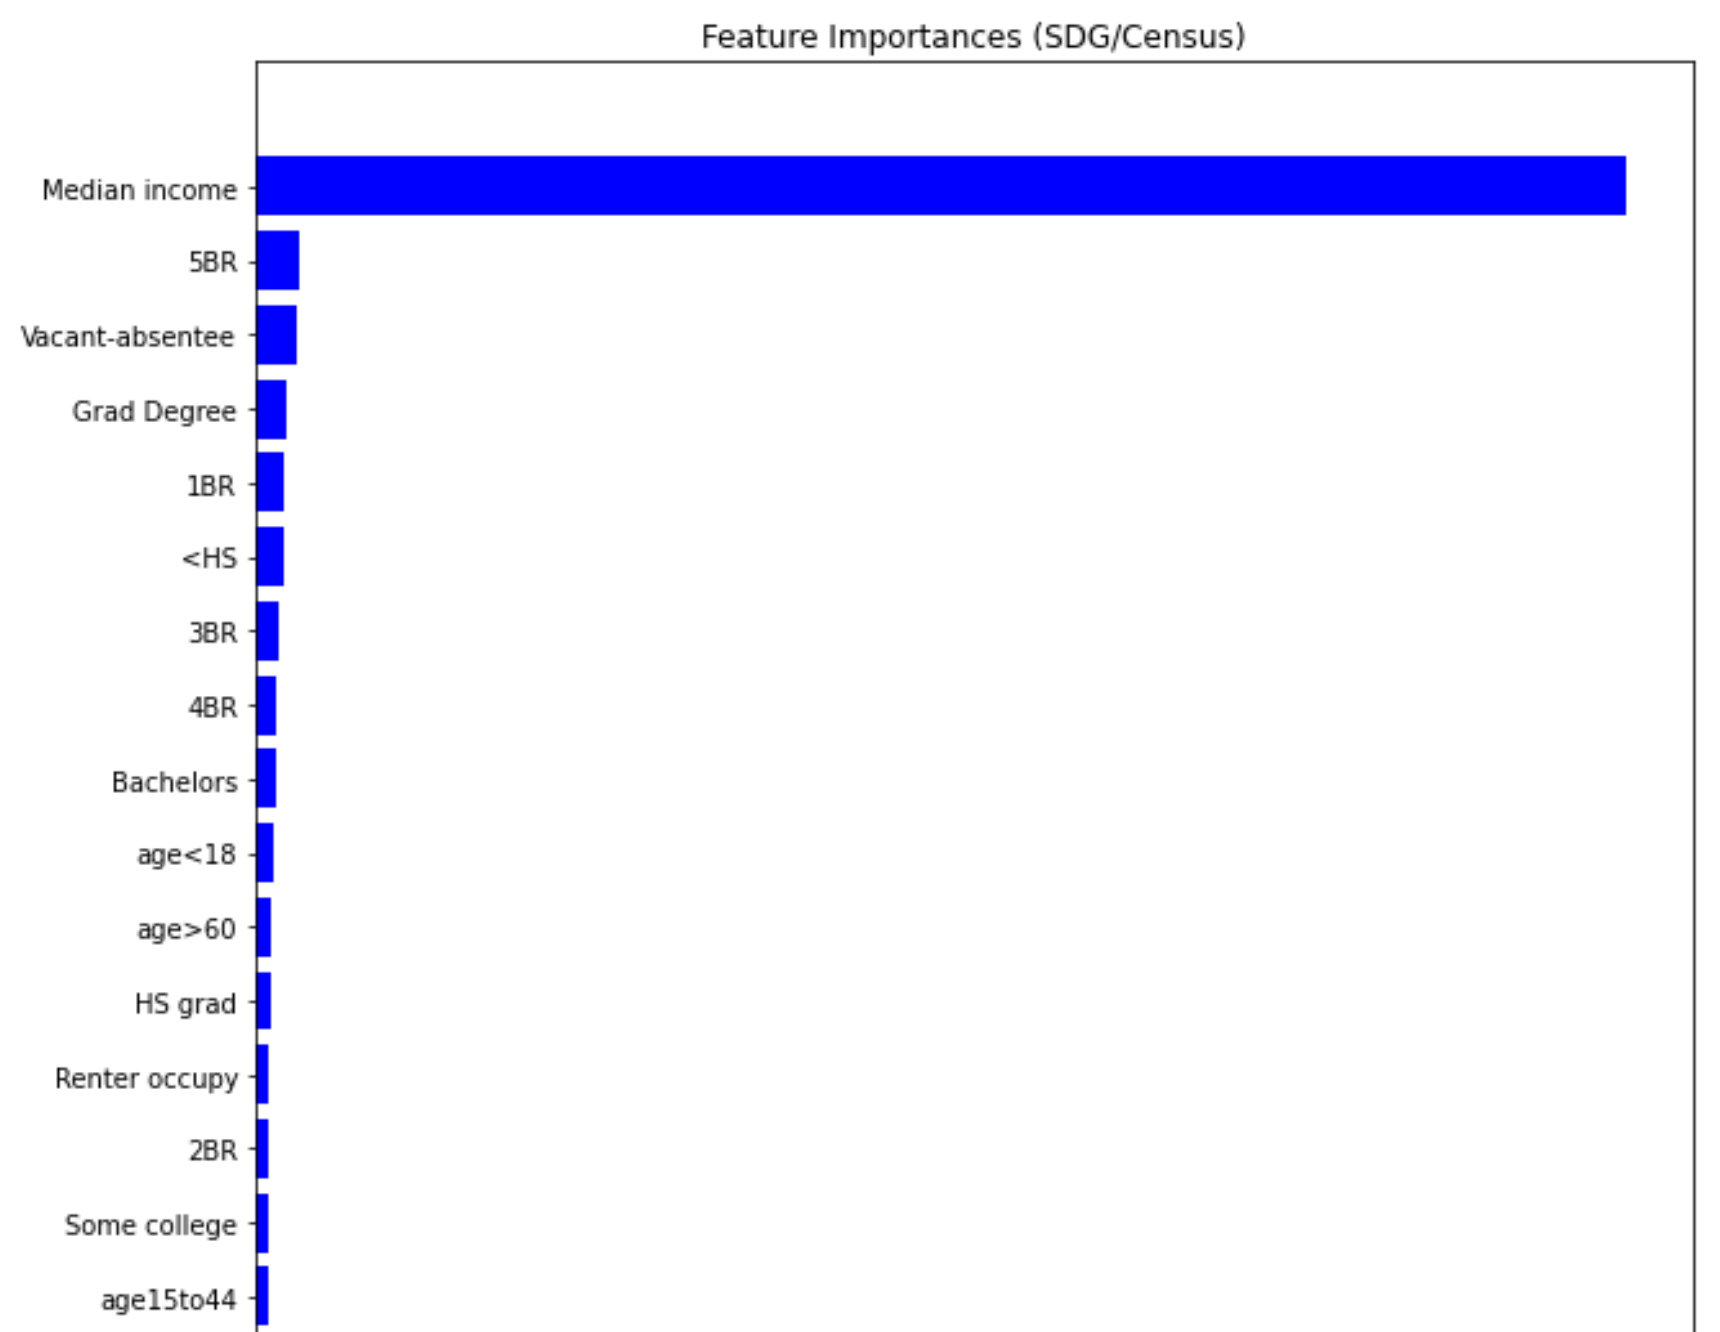 Feature Importances (SDG/Census)
Median income
5BR
Vacant-absentee
Grad Degree
1BR
<HS
3BR
4BR
Bachelors
age<18
age>60
HS grad
Renter occupy
2BR
Some college
age15to44